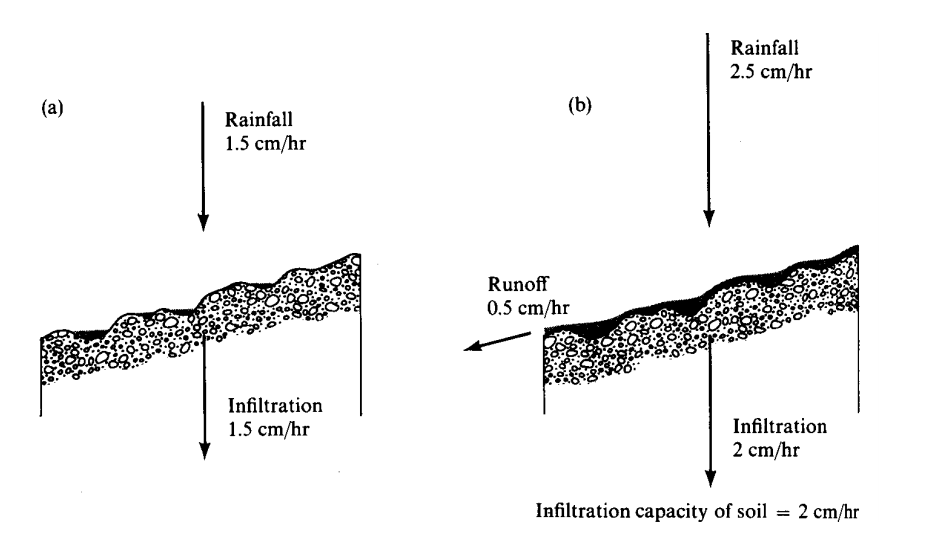 (a)
Rainfall
1.5 cm/hr
Infiltration
1.5 cm/hr
(b)
Rainfall
2.5 cm/hr
Runoff
0.5 cm/hr
Infiltration
2 cm/hr
Infiltration capacity of soil = 2 cm/hr